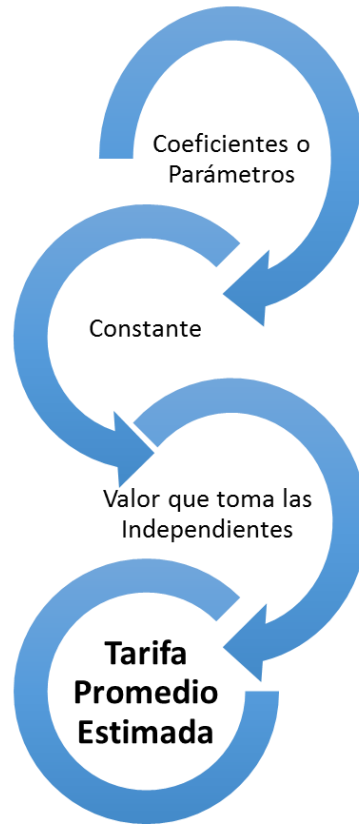 Coeficientes o
Parámetros
Constante
Valor que toma las
Independientes
Tarifa
Promedio
Estimada